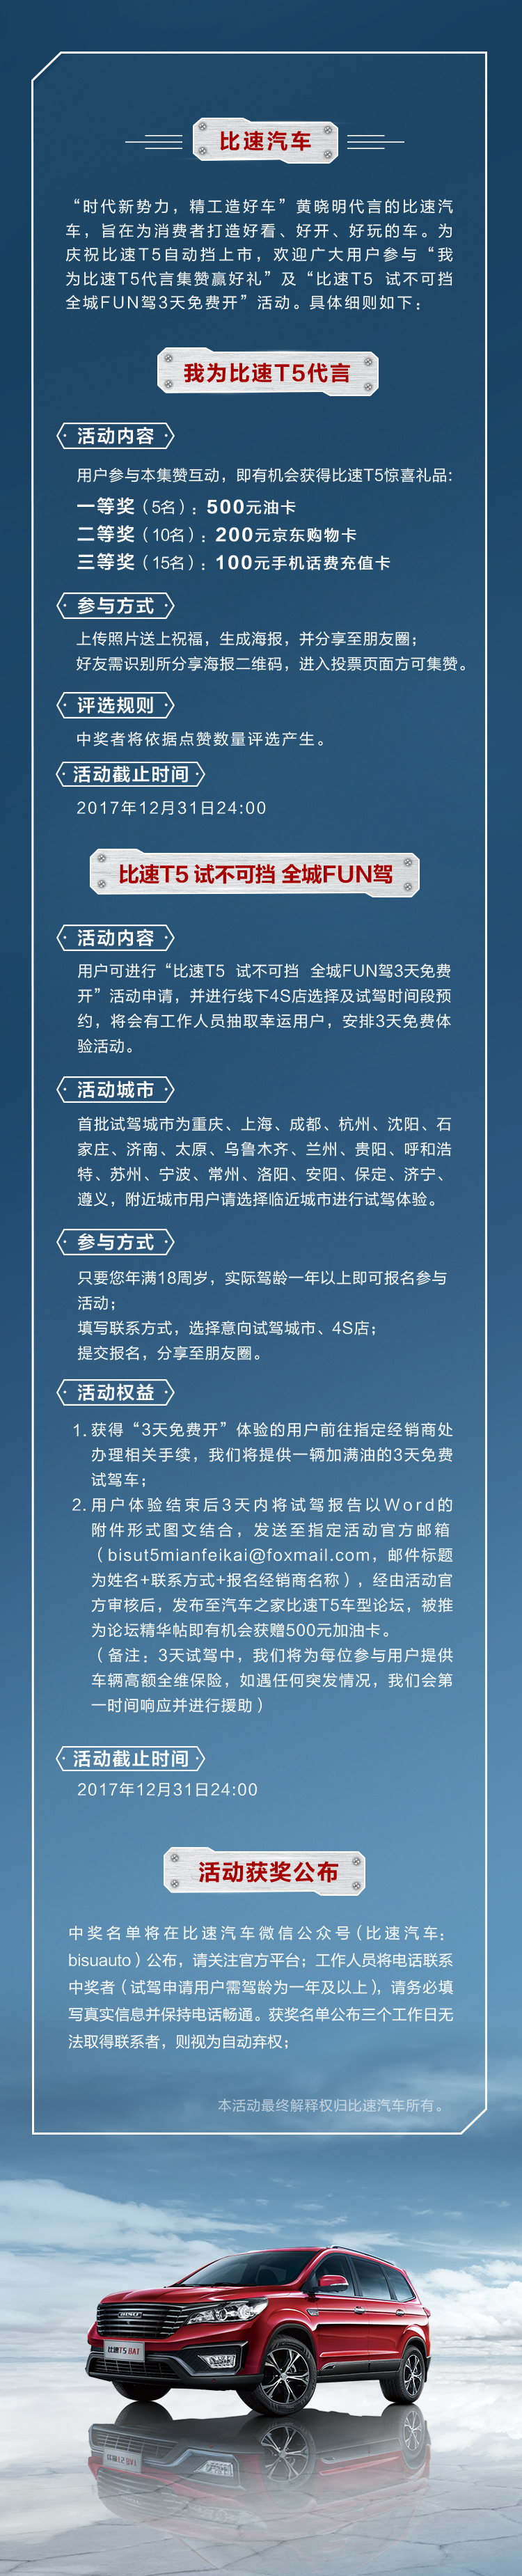 比速汽车
“时代新势力，精工造好车”黄晓明代言的比速汽
车，旨在为消费者打造好看、好开、好玩的车。为
庆祝比速T5自动挡上市，欢迎广大用户参与“我
为比速T5代言集赞赢好礼”及“比速T5 试不可挡
全城FUN驾3天免费开”活动。具体细则如下：
我为比速T5代言
活动内容
用户参与本集赞互动，即有机会获得比速T5惊喜礼品：
一等奖（5名）：500元油卡
二等奖（10名）：200元京东购物卡
三等奖（15名）：100元手机话费充值卡
参与方式
上传照片送上祝福，生成海报，并分享至朋友圈；
好友需识别所分享海报二维码，进入投票页面方可集赞。
评选规则
中奖者将依据点赞数量评选产生。
活动截止时间
2017年12月31日24:00
比速T5 试不可挡 全城FUN驾
活动内容
用户可进行“比速T5 试不可挡 全城FUN驾3天免费
开”活动申请，并进行线下4S店选择及试驾时间段预
约，将会有工作人员抽取幸运用户，安排3天免费体
验活动。
活动城市
首批试驾城市为重庆、上海、成都、杭州、沈阳、石
家庄、济南、太原、乌鲁木齐、兰州、贵阳、呼和浩
特、苏州、宁波、常州、洛阳、安阳、保定、济宁、
遵义，附近城市用户请选择临近城市进行试驾体验。
参与方式
只要您年满18周岁，实际驾龄一年以上即可报名参与
活动；
填写联系方式，选择意向试驾城市、4S店；
提交报名，分享至朋友圈。
活动权益
1. 获得“3天免费开”体验的用户前往指定经销商处
办理相关手续，我们将提供一辆加满油的3天免费
试驾车；
2. 用户体验结束后3天内将试驾报告以Word的
附件形式图文结合，发送至指定活动官方邮箱
（bisut5mianfeikai@foxmail.com，邮件标题
为姓名+联系方式+报名经销商名称），经由活动官
方审核后，发布至汽车之家比速T5车型论坛，被推
为论坛精华帖即有机会获赠500元加油卡。
（备注：3天试驾中，我们将为每位参与用户提供
车辆高额全维保险，如遇任何突发情况，我们会第
一时间响应并进行援助）
活动截止时间
2017年12月31日24:00
活动获奖公布
中奖名单将在比速汽车微信公众号（比速汽车：
bisuauto）公布，请关注官方平台；工作人员将电话联系
中奖者（试驾申请用户需驾龄为一年及以上），请务必填
写真实信息并保持电话畅通。获奖名单公布三个工作日无
法取得联系者，则视为自动弃权；
本活动最终解释权归比速汽车所有。
BISU
比速T5 8AT